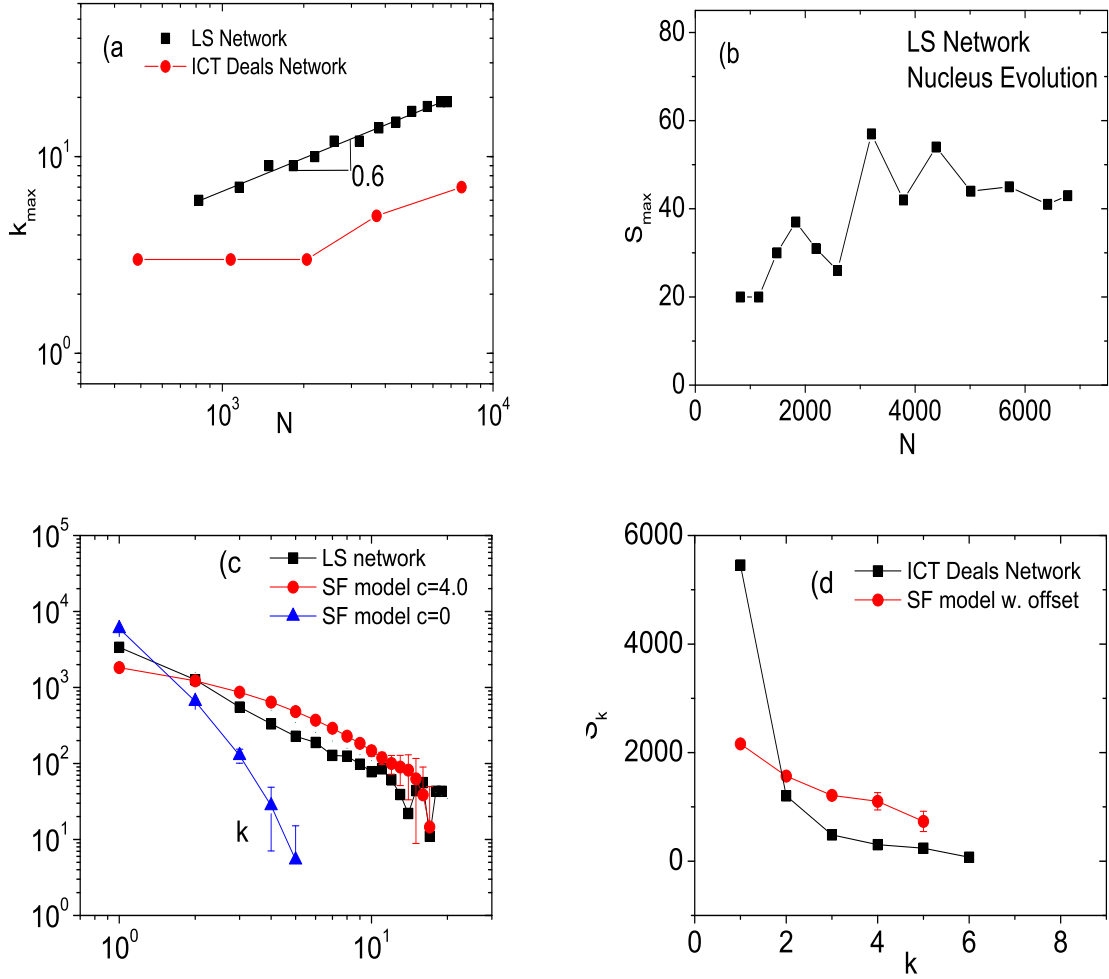 (a
LS Network
ICT Deals Network
10^1
10^0
k_max
0.6
10^3
10^4
N
(b
LS Network
Nucleus Evolution
80
60
40
20
0
S_max
0 2000 4000 6000
N
(c
LS network
SF model c=4.0
SF model c=0
10^5
10^4
10^3
10^2
10^1
10^0
k
10^0
10^1
(d
ICT Deals Network
SF model w. offset
6000
4000
2000
0
S_k
0 2 4 6 8
k